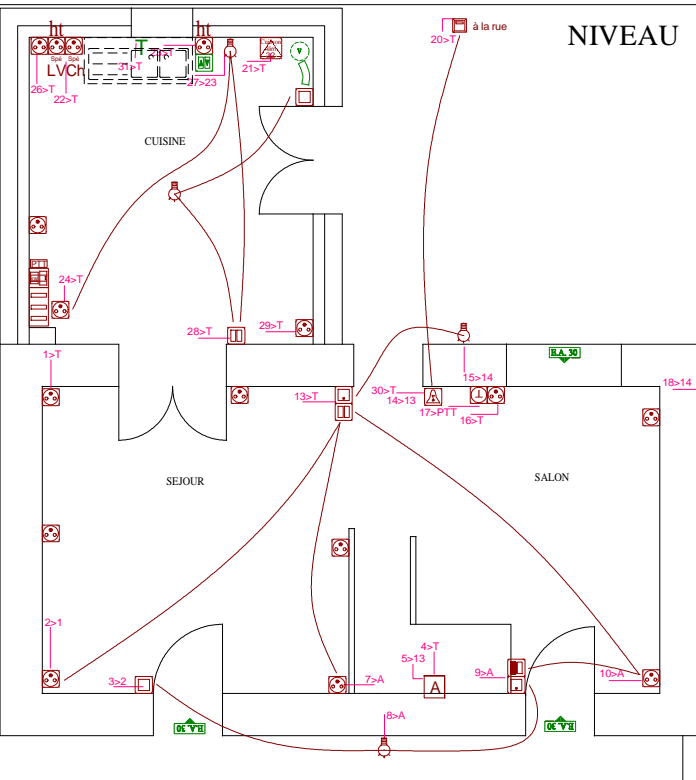 NIVEAU
à la rue
20>T
ht
ht
Spé
Spé
LVCh
T
31>T
26>T
22>T
27>23
21>T
V
CUISINE
PTT
24>T
28>T
29>T
1>T
13>T
30>T
14>13
17>PTT
16>T
15>14
18>14
H.A. 30
SEJOUR
SALON
2>1
3>2
4>T
5>13
A
7>A
9>A
10>A
8>A
H.A. 30
H.A. 30